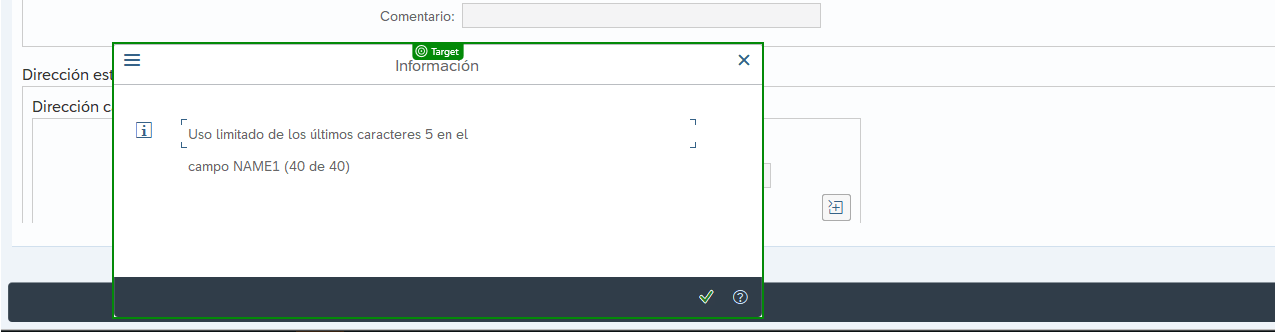 Comentario:
Target
Información
Dirección est
Dirección c
Uso limitado de los últimos caracteres 5 en el
campo NAME1 (40 de 40)